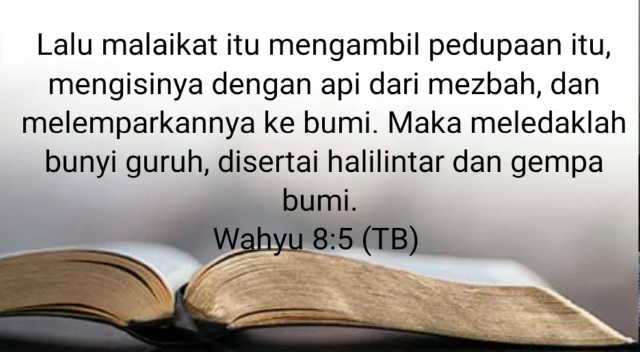 Lalu malaikat itu mengambil pedupaan itu,
mengisinya dengan api dari mezbah, dan
melemparkannya ke bumi. Maka meledaklah
bunyi guruh, disertai halilintar dan gempa
bumi.
Wahyu 8:5 (TB)